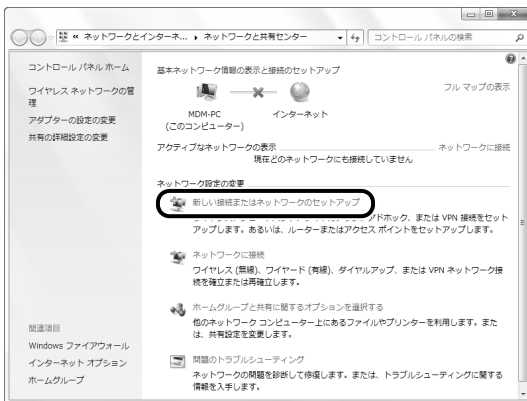 « ネットワークとインターネ... ▸ ネットワークと共有センター
コントロール パネルの検索
コントロール パネル ホーム
ワイヤレス ネットワークの管
理
アダプターの設定の変更
共有の詳細設定の変更
関連項目
Windows ファイアウォール
インターネット オプション
ホームグループ
基本ネットワーク情報の表示と接続のセットアップ
フル マップの表示
MDM-PC
(このコンピューター)
インターネット
アクティブなネットワークの表示
ネットワークに接続
現在どのネットワークにも接続していません
ネットワーク設定の変更
新しい接続またはネットワークのセットアップ
アドホック、または VPN 接続をセット
アップします。あるいは、ルーターまたはアクセス ポイントをセットアップします。
ネットワークに接続
ワイヤレス (無線)、ワイヤード (有線)、ダイヤルアップ、または VPN ネットワーク接
続を確立または再確立します。
ホームグループと共有に関するオプションを選択する
他のネットワーク コンピューター上にあるファイルやプリンターを利用します。また
は、共有設定を変更します。
問題のトラブルシューティング
ネットワークの問題を診断して修復します。または、トラブルシューティングに関する
情報を入手します。